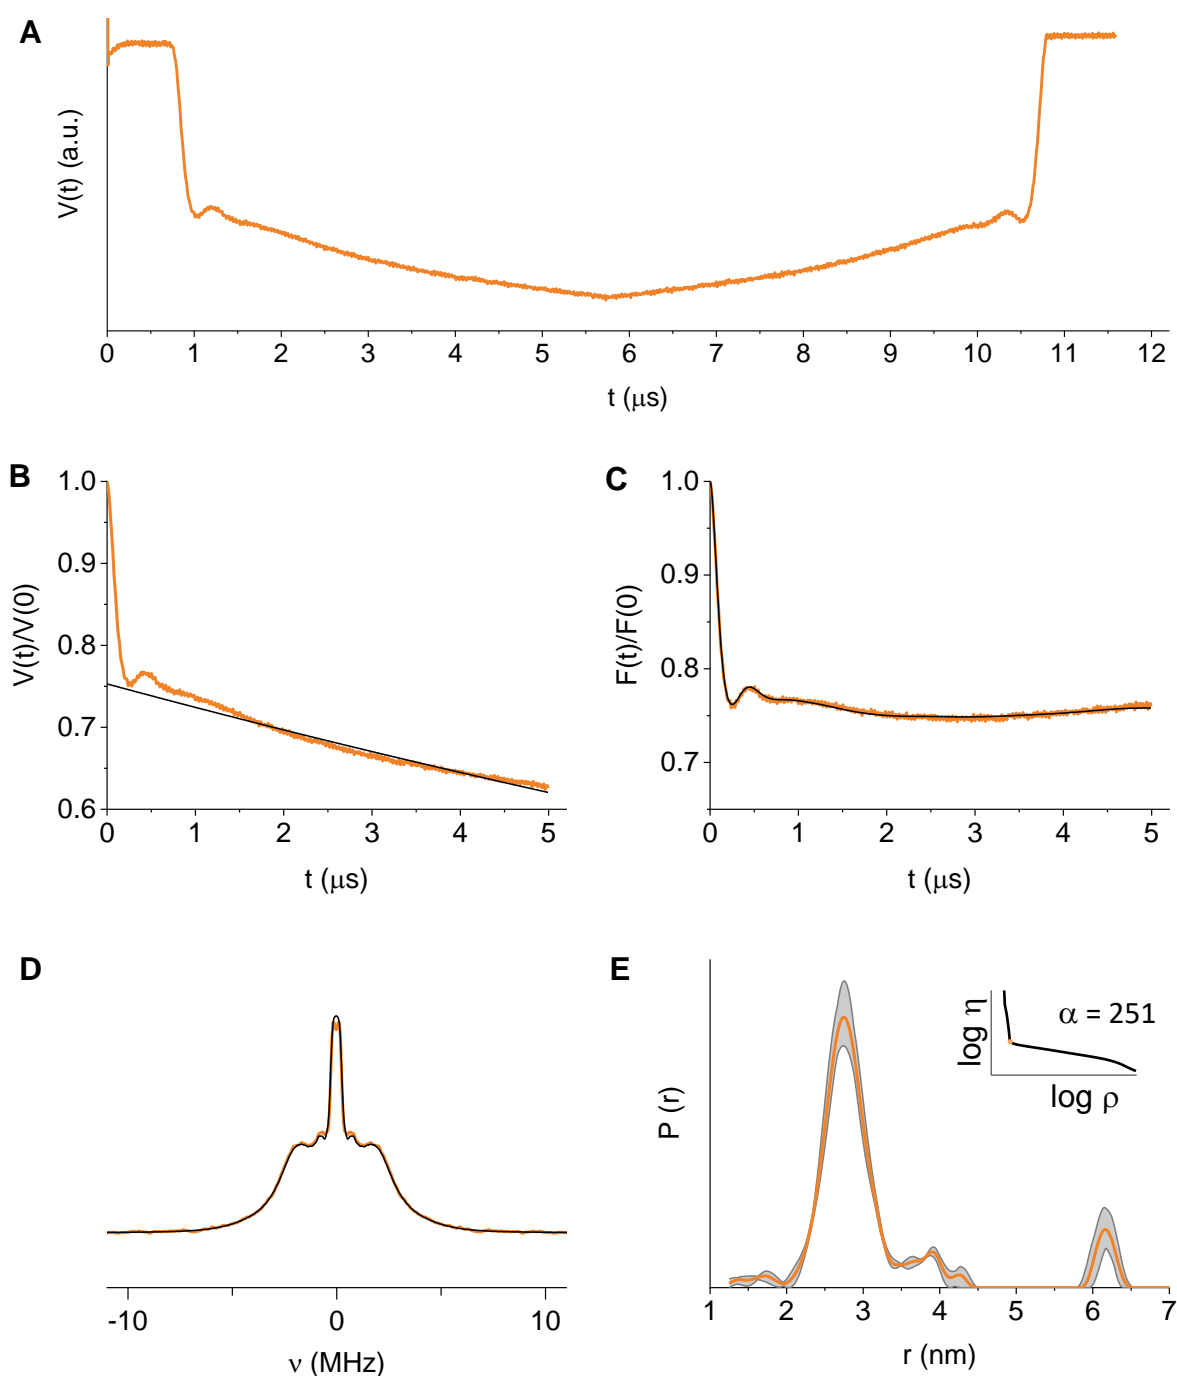 A
V(t) (a.u.)
0 1 2 3 4 5 6 7 8 9 10 11 12
t (μs)
B
V(t)/V(0)
1.0
0.9
0.8
0.7
0.6
0 1 2 3 4 5
t (μs)
C
F(t)/F(0)
1.0
0.9
0.8
0.7
0 1 2 3 4 5
t (μs)
D
-10 0 10
ν (MHz)
E
P (r)
log η
α = 251
log ρ
1 2 3 4 5 6 7
r (nm)